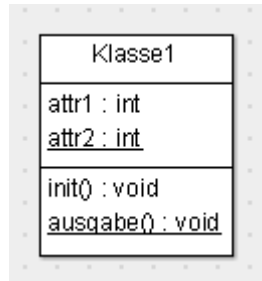 Klasse1
attr1 : int
attr2 : int
init() : void
ausgabe() : void